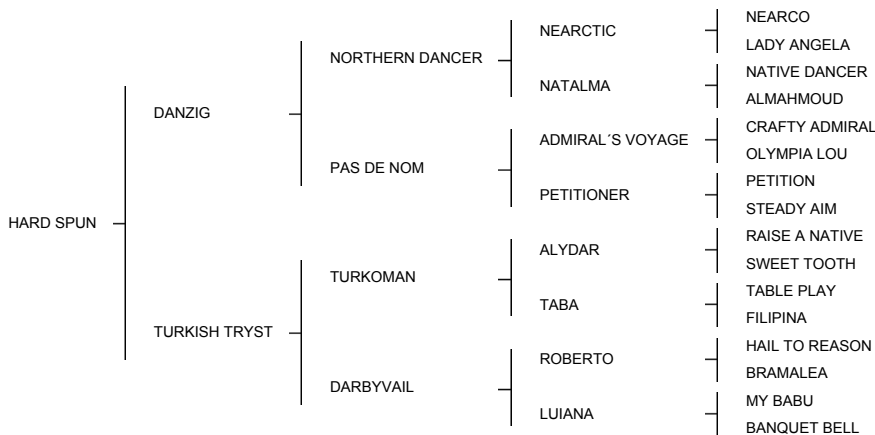 HARD SPUN
DANZIG
TURKISH TRYST
NORTHERN DANCER
PAS DE NOM
TURKOMAN
DARBYVAIL
NEARCTIC
NATALMA
ADMIRAL´S VOYAGE
PETITIONER
ALYDAR
TABA
ROBERTO
LUIANA
NEARCO
LADY ANGELA
NATIVE DANCER
ALMAHMOUD
CRAFTY ADMIRAL
OLYMPIA LOU
PETITION
STEADY AIM
RAISE A NATIVE
SWEET TOOTH
TABLE PLAY
FILIPINA
HAIL TO REASON
BRAMALEA
MY BABU
BANQUET BELL